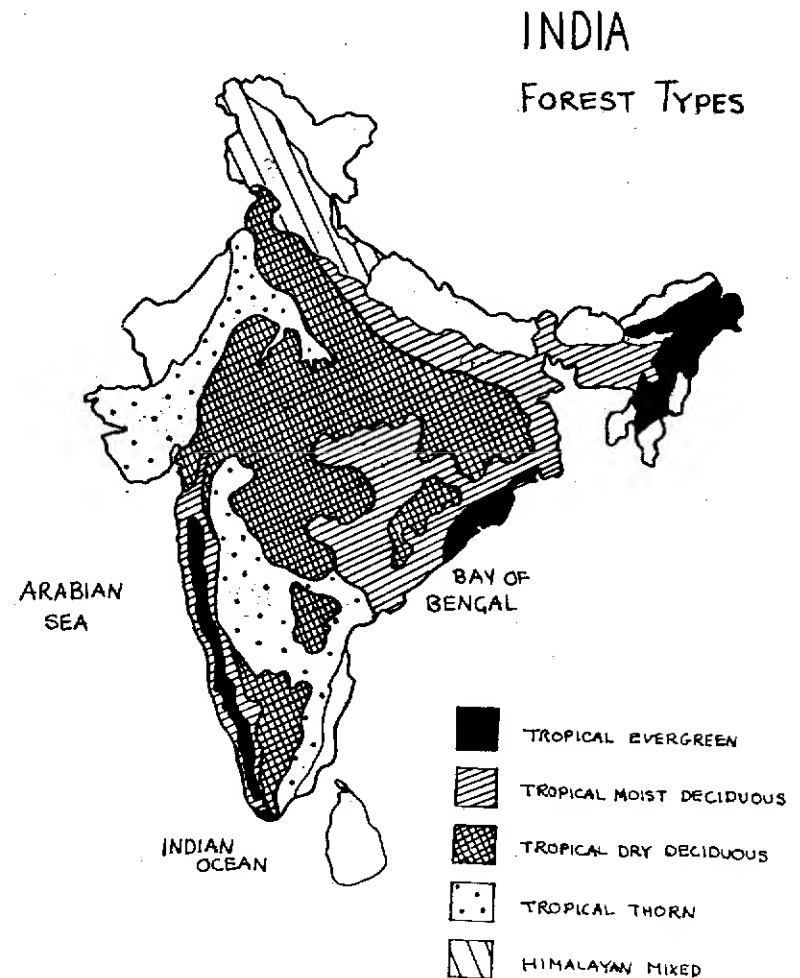 INDIA
FOREST TYPES
ARABIAN
SEA
BAY OF
BENGAL
INDIAN
OCEAN
TROPICAL EVERGREEN
TROPICAL MOIST DECIDUOUS
TROPICAL DRY DECIDUOUS
TROPICAL THORN
HIMALAYAN MIXED